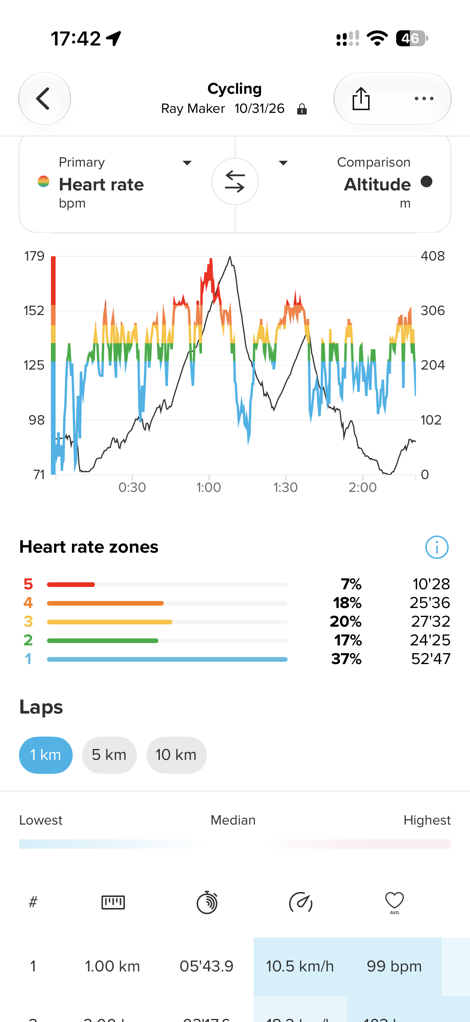 17:42
46
Cycling
Ray Maker 10/31/26
Primary
Comparison
Heart rate
Altitude
bpm
m
179
408
152
306
125
204
98
102
71
0
0:30 1:00 1:30 2:00
Heart rate zones
5 7% 10'28
4 18% 25'36
3 20% 27'32
2 17% 24'25
1 37% 52'47
Laps
1 km 5 km 10 km
Lowest Median Highest
#
AVG
1 1.00 km 05'43.9 10.5 km/h 99 bpm